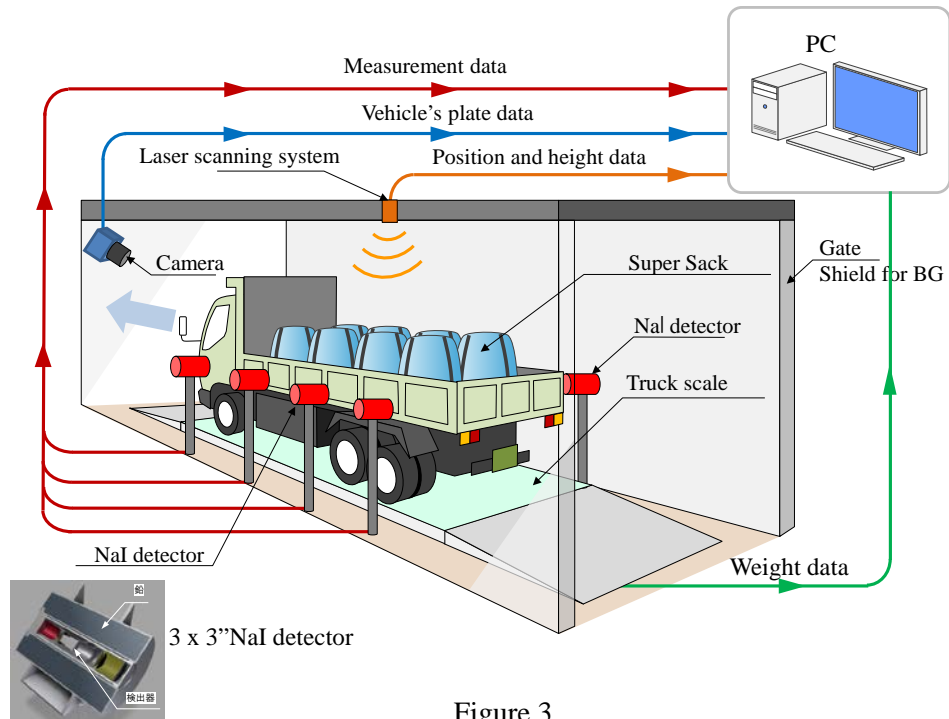 PC
Measurement data
Vehicle's plate data
Laser scanning system
Position and height data
Camera
Super Sack
Gate
Shield for BG
NaI detector
Truck scale
NaI detector
Weight data
鉛
3 x 3”NaI detector
検出器
Figure 3